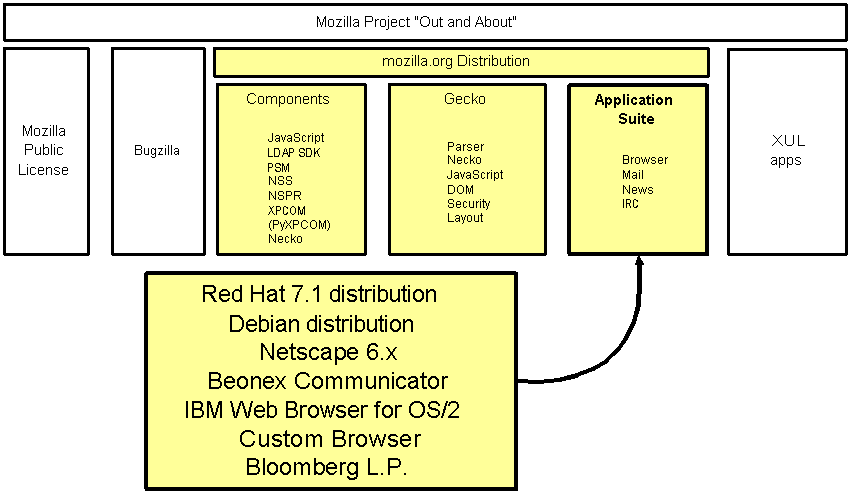 Mozilla Project "Out and About"
mozilla.org Distribution
Mozilla
Public
License
Bugzilla
Components
JavaScript
LDAP SDK
PSM
NSS
NSPR
XPCOM
(PyXPCOM)
Necko
Gecko
Parser
Necko
JavaScript
DOM
Security
Layout
Application
Suite
Browser
Mail
News
IRC
XUL
apps
Red Hat 7.1 distribution
Debian distribution
Netscape 6.x
Beonex Communicator
IBM Web Browser for OS/2
Custom Browser
Bloomberg L.P.